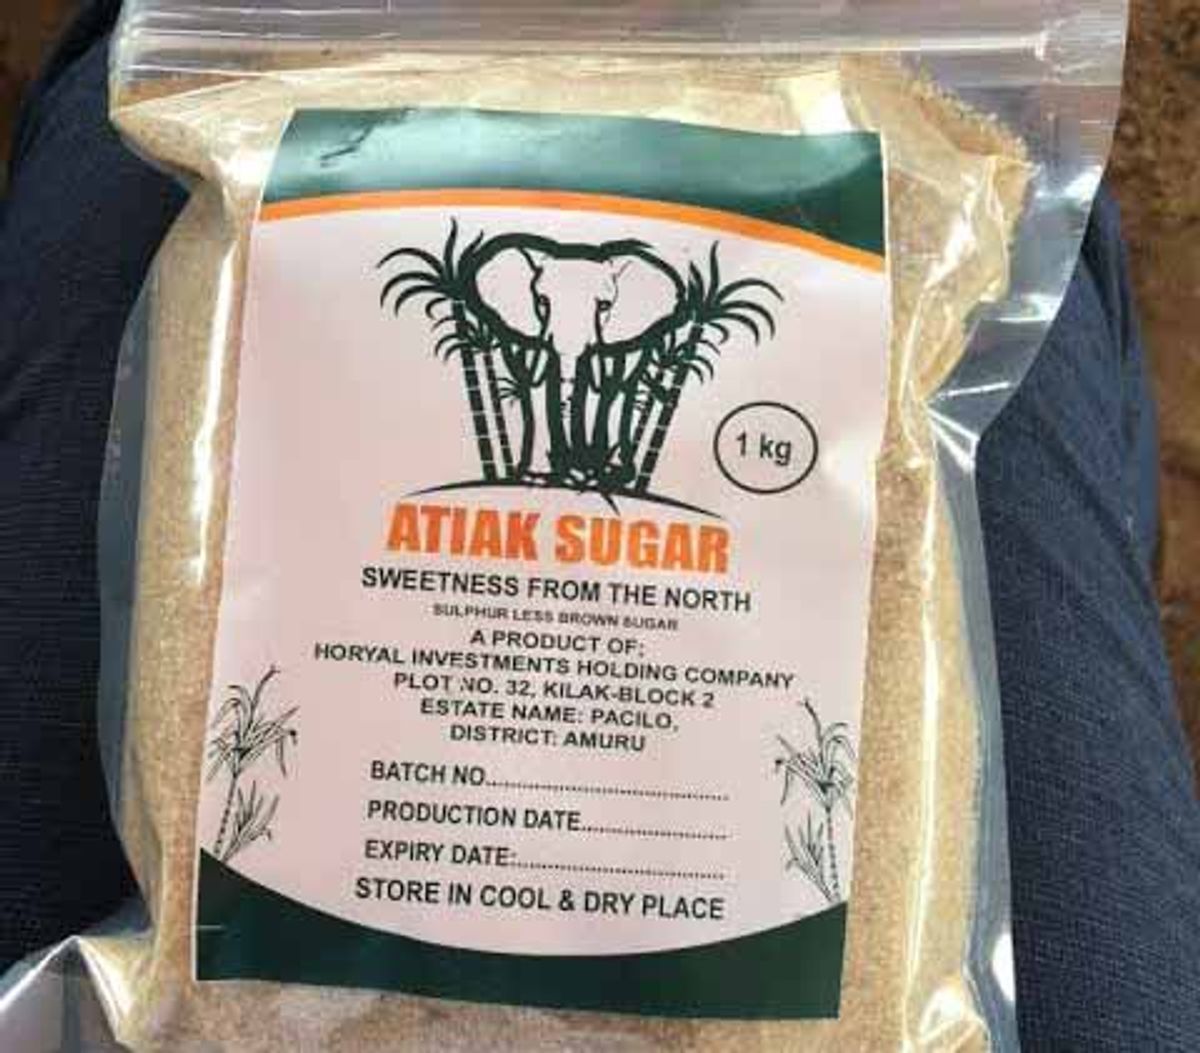 1 kg
ATIAK SUGAR
SWEETNESS FROM THE NORTH
SULPHUR LESS BROWN SUGAR
A PRODUCT OF:
HORYAL INVESTMENTS HOLDING COMPANY
PLOT NO. 32, KILAK-BLOCK 2
ESTATE NAME: PACILO,
DISTRICT: AMURU
BATCH NO..............................
PRODUCTION DATE..................
EXPIRY DATE:..........................
STORE IN COOL & DRY PLACE